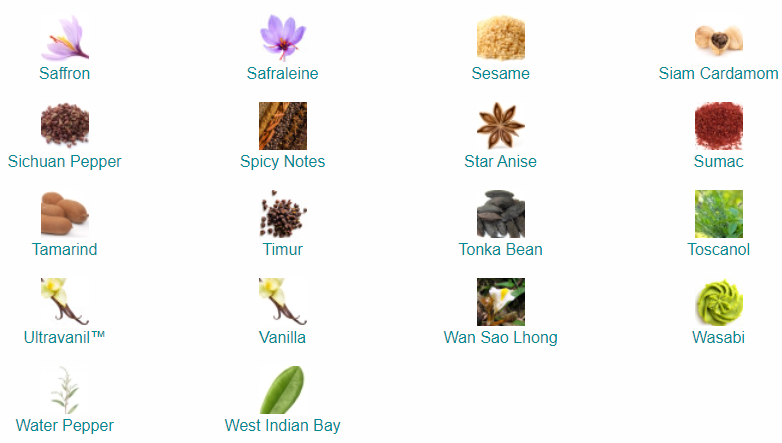 Saffron
Safraleine
Sesame
Siam Cardamom
Sichuan Pepper
Spicy Notes
Star Anise
Sumac
Tamarind
Timur
Tonka Bean
Toscanol
Ultravanil™
Vanilla
Wan Sao Lhong
Wasabi
Water Pepper
West Indian Bay